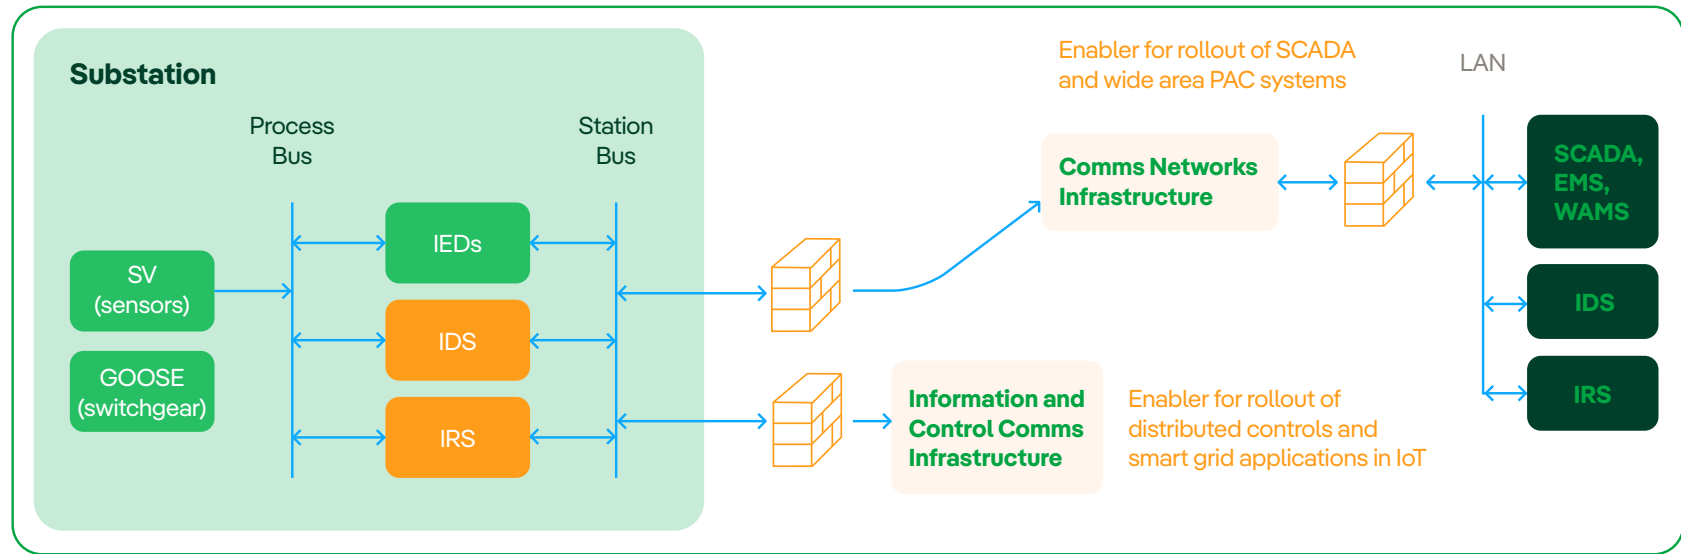 Substation
Process
Bus
Station
Bus
SV
(sensors)
GOOSE
(switchgear)
IEDs
IDS
IRS
Enabler for rollout of SCADA
and wide area PAC systems
Comms Networks
Infrastructure
Information and
Control Comms
Infrastructure
Enabler for rollout of
distributed controls and
smart grid applications in IoT
LAN
SCADA,
EMS,
WAMS
IDS
IRS